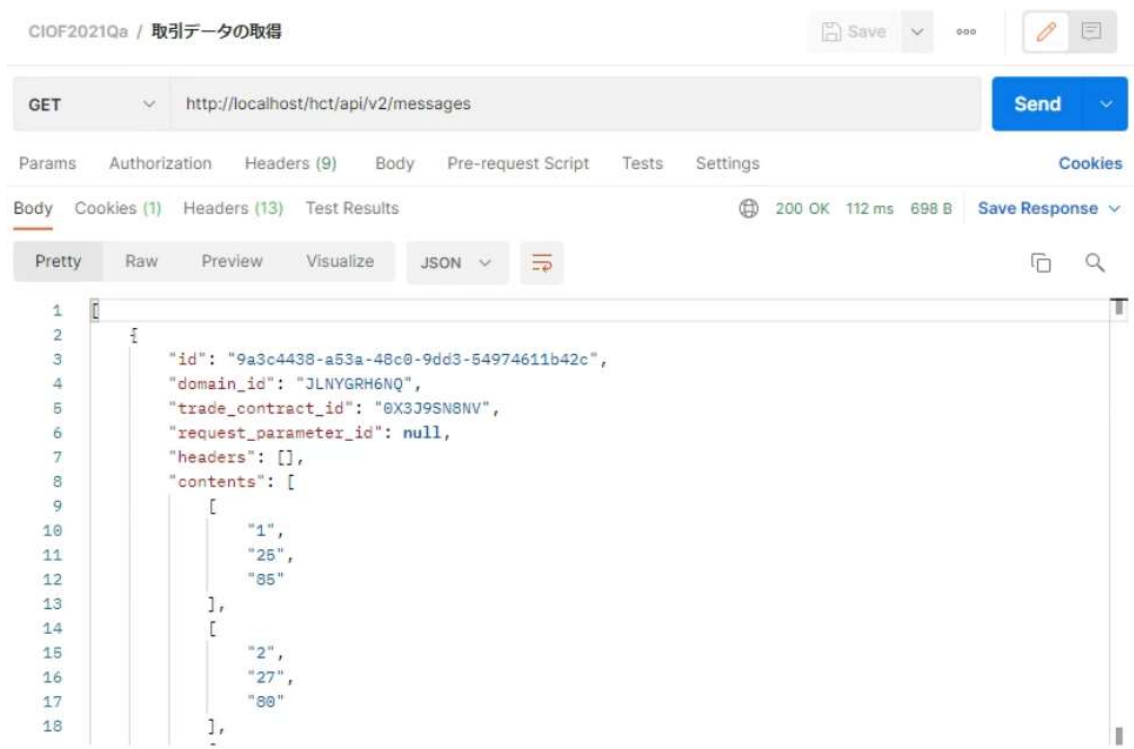 CIOF2021Qa / 取引データの取得
Save
GET http://localhost/hct/api/v2/messages Send
Params Authorization Headers (9) Body Pre-request Script Tests Settings Cookies
Body Cookies (1) Headers (13) Test Results 200 OK 112 ms 698 B Save Response
Pretty Raw Preview Visualize JSON
1 [
2 {
3 "id": "9a3c4438-a53a-48c0-9dd3-54974611b42c",
4 "domain_id": "JLNYGRH6NQ",
5 "trade_contract_id": "0X3J9SN8NV",
6 "request_parameter_id": null,
7 "headers": [],
8 "contents": [
9 [
10 "1",
11 "25",
12 "85"
13 ],
14 [
15 "2",
16 "27",
17 "80"
18 ],